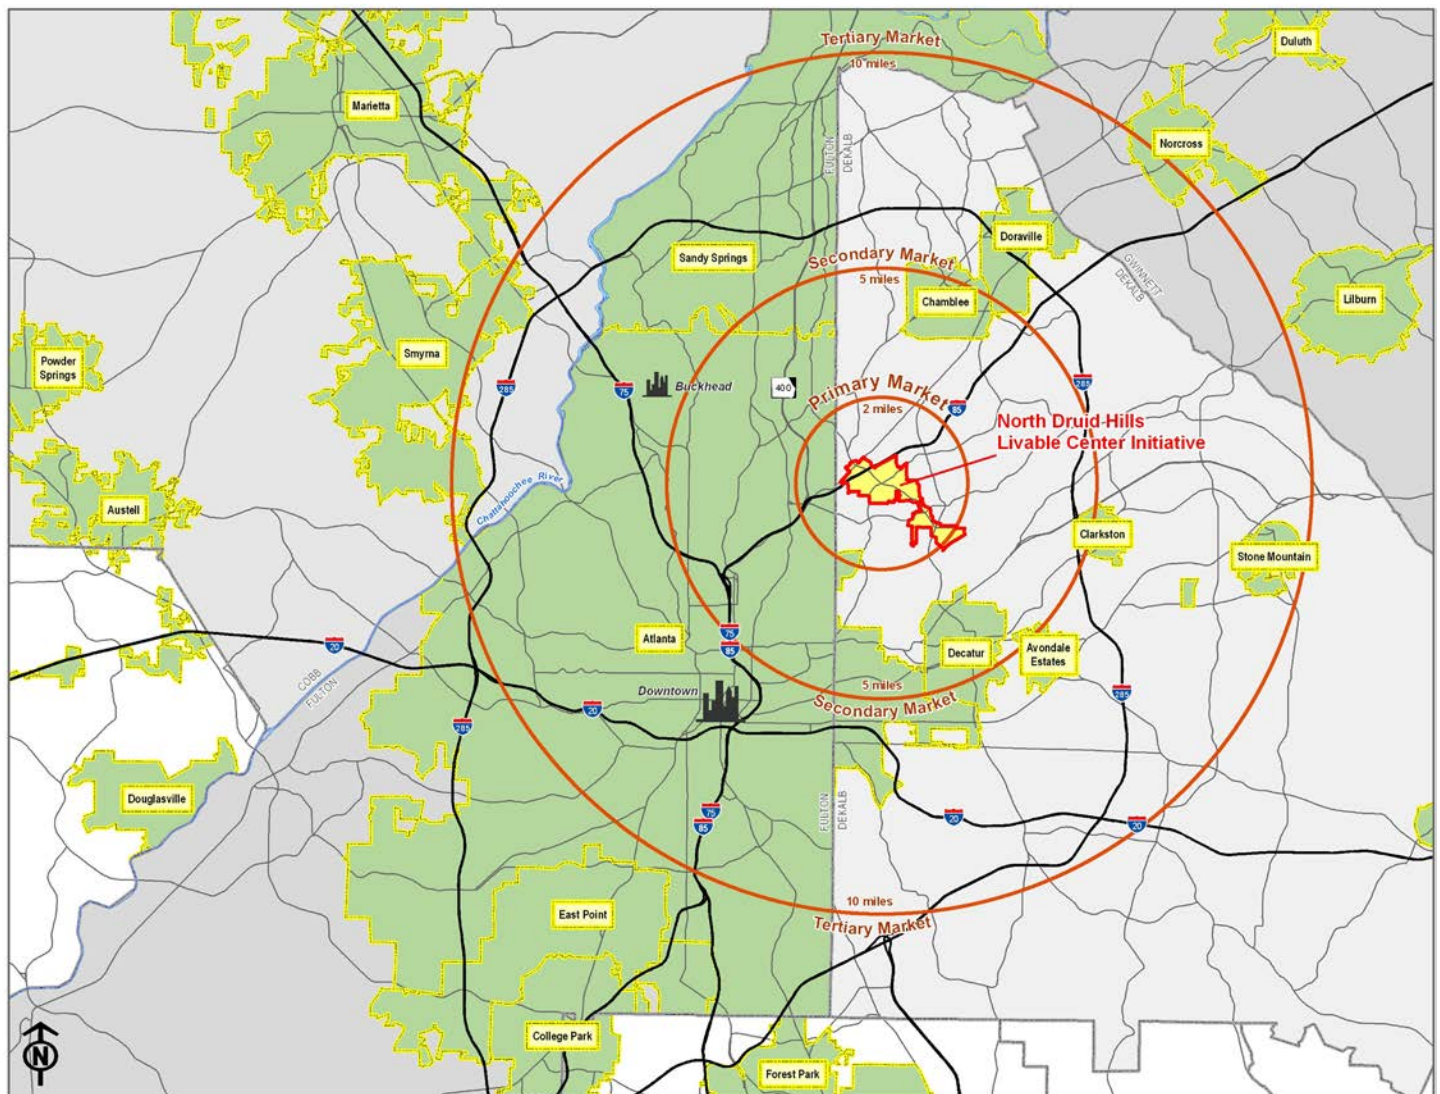 Tertiary Market
10 miles
Duluth
Marietta
Norcross
FULTON
DEKALB
Doraville
Sandy Springs
Secondary Market
5 miles
GWINNETT
DEKALB
Chamblee
Lilburn
Smyrna
Powder
Springs
285
75
Buckhead
400
Primary Market
2 miles
285
85
North Druid Hills
Livable Center Initiative
Chattahoochee River
Austell
Clarkston
Stone Mountain
75
85
Atlanta
20
Decatur
Avondale
Estates
COBB
FULTON
Downtown
5 miles
Secondary Market
285
20
285
Douglasville
FULTON
DEKALB
75
85
20
20
10 miles
Tertiary Market
East Point
College Park
N
Forest Park